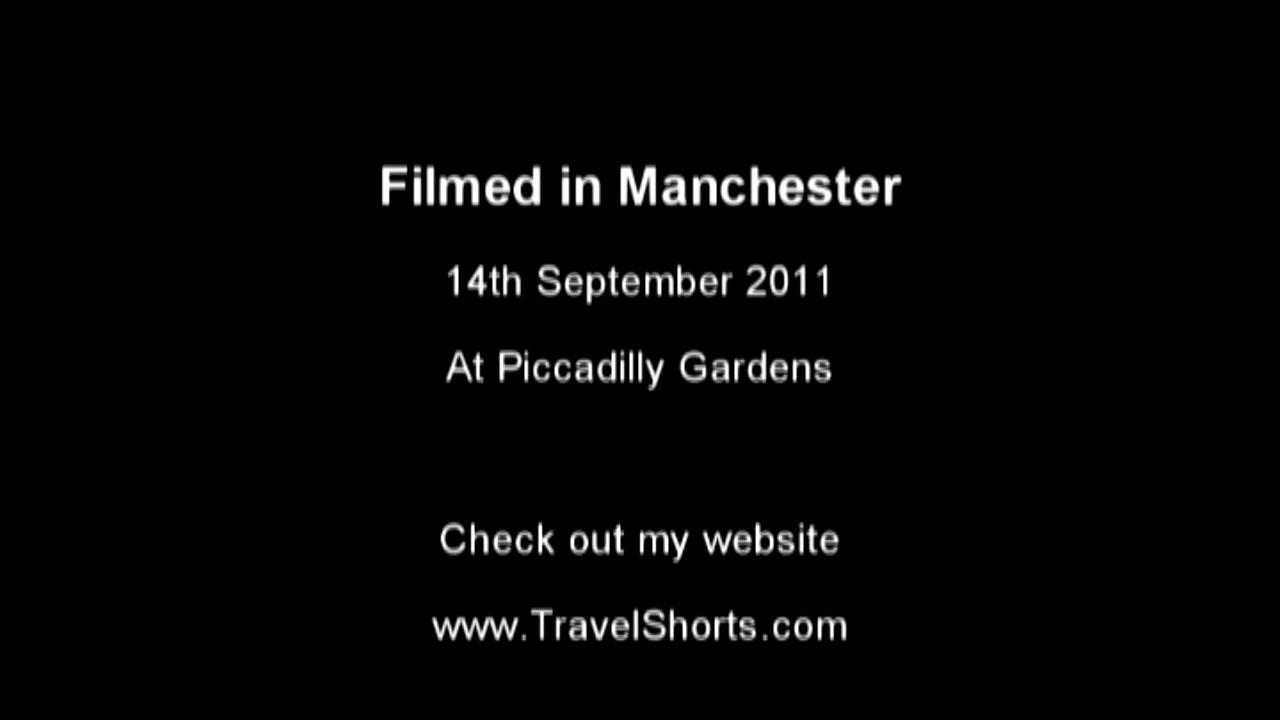 Filmed in Manchester
14th September 2011
At Piccadilly Gardens
Check out my website
www.TravelShorts.com